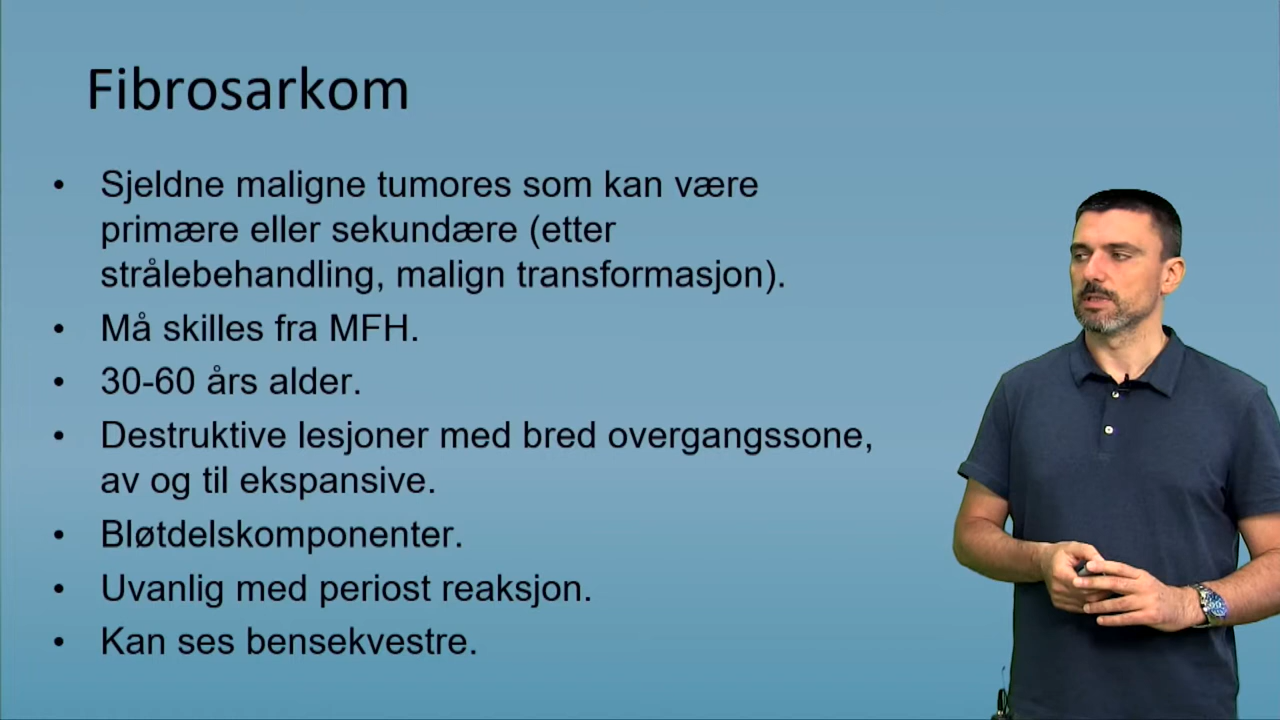 Fibrosarkom
• Sjeldne maligne tumores som kan være
primære eller sekundære (etter
strålebehandling, malign transformasjon).
• Må skilles fra MFH.
• 30-60 års alder.
• Destruktive lesjoner med bred overgangssone,
av og til ekspansive.
• Bløtdelskomponenter.
• Uvanlig med periost reaksjon.
• Kan ses bensekvestre.